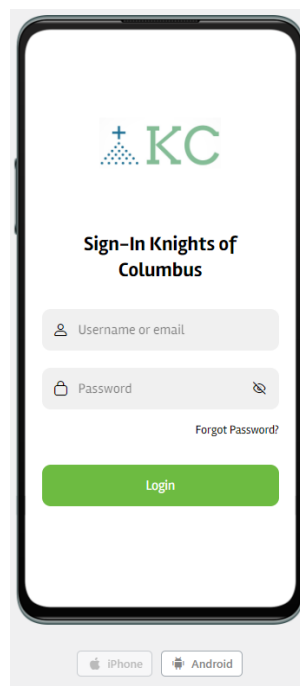 KC
Sign-In Knights of
Columbus
Username or email
Password
Forgot Password?
Login
iPhone
Android